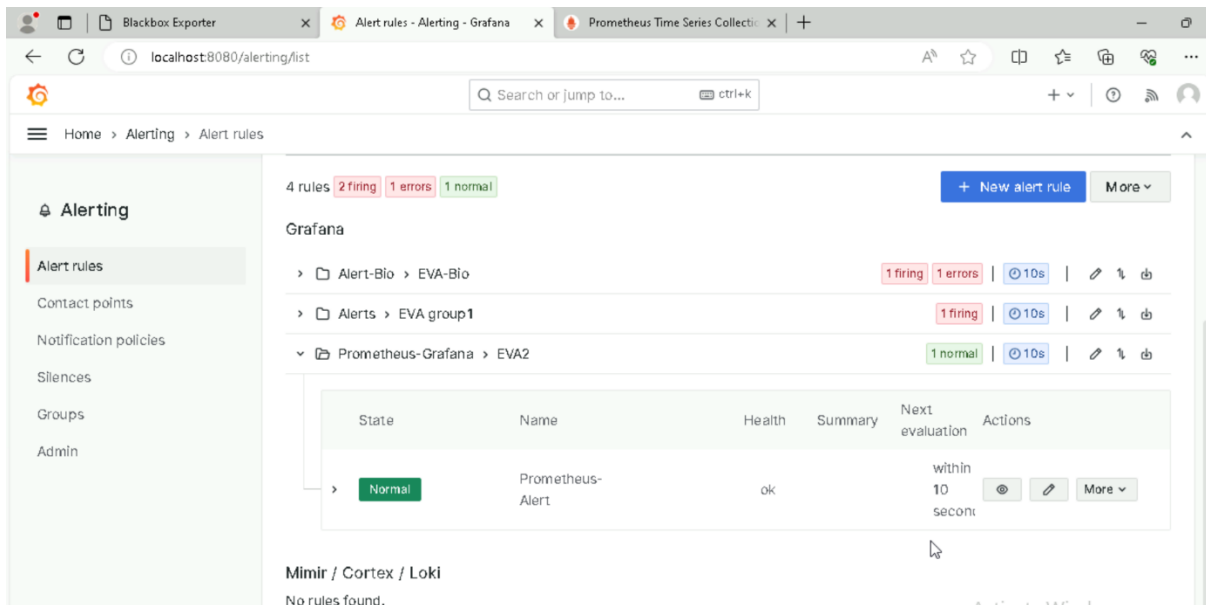 Blackbox Exporter
Alert rules - Alerting - Grafana
Prometheus Time Series Collectic
localhost:8080/alerting/list
Search or jump to...
ctrl+k
Home > Alerting > Alert rules
Alerting
Alert rules
Contact points
Notification policies
Silences
Groups
Admin
4 rules 2 firing 1 errors 1 normal
+ New alert rule
More
Grafana
Alert-Bio > EVA-Bio 1 firing 1 errors | 10s |
Alerts > EVA group1 1 firing | 10s |
Prometheus-Grafana > EVA2 1 normal | 10s |
State Name Health Summary Next evaluation Actions
Normal
Prometheus-
Alert
ok
within
10
second
More
Mimir / Cortex / Loki
No rules found.